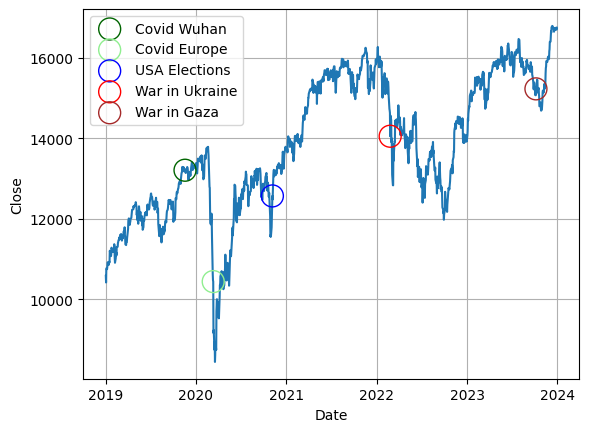 Covid Wuhan
Covid Europe
USA Elections
War in Ukraine
War in Gaza
16000
14000
12000
10000
Close
2019 2020 2021 2022 2023 2024
Date